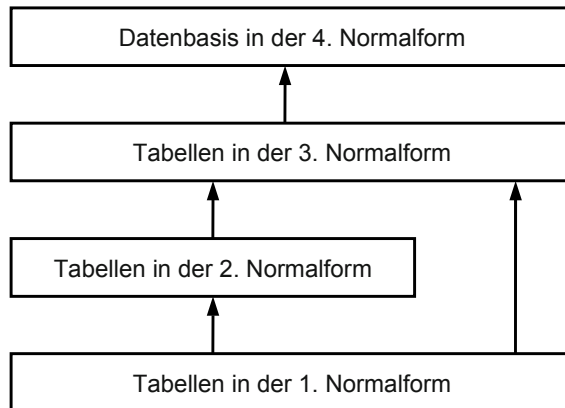 Datenbasis in der 4. Normalform
Tabellen in der 3. Normalform
Tabellen in der 2. Normalform
Tabellen in der 1. Normalform